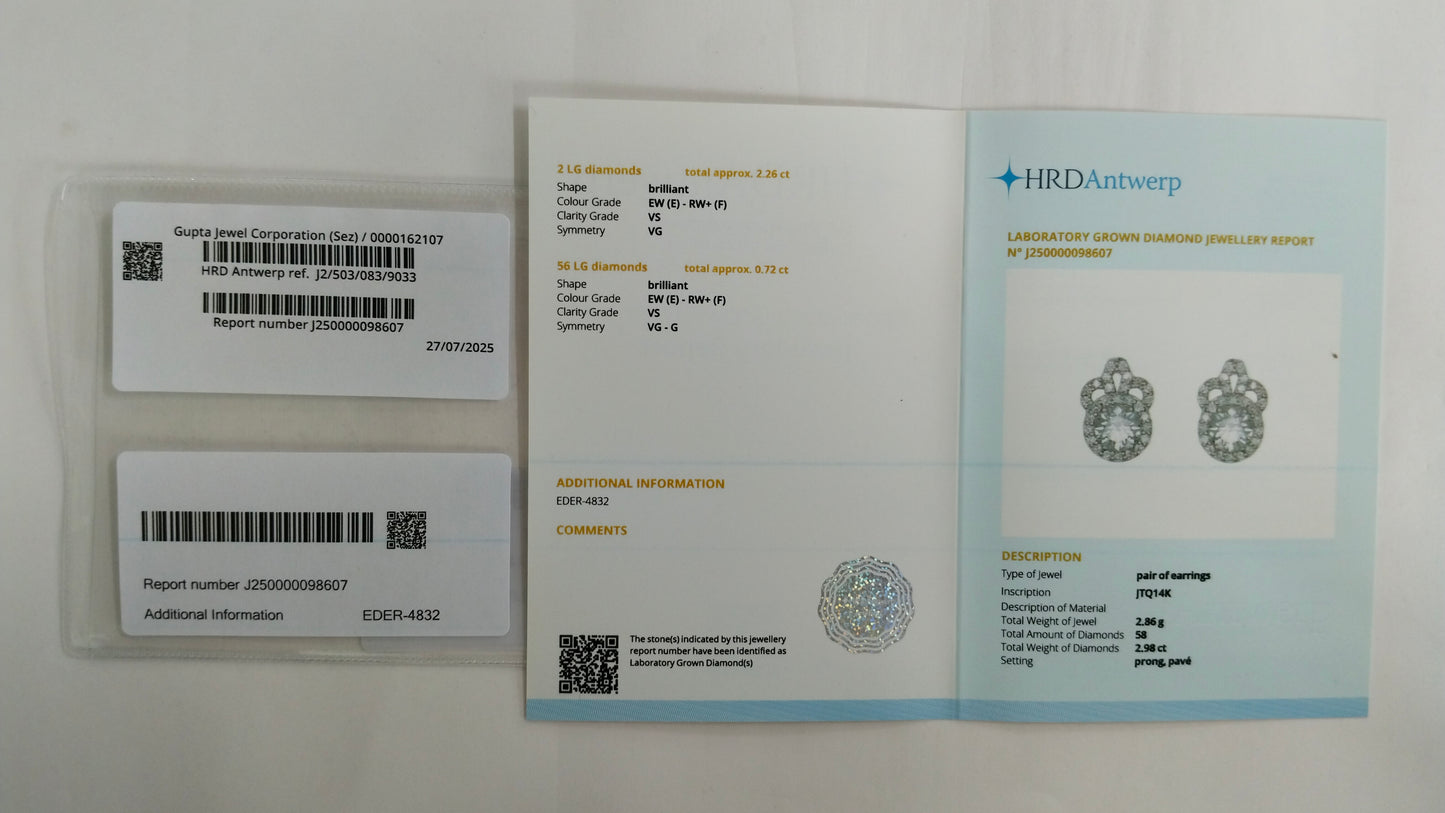 Gupta Jewel Corporation (Sez) / 0000162107
HRD Antwerp ref. J2/503/083/9033
Report number J250000098607
27/07/2025
Report number J250000098607
Additional Information EDER-4832
2 LG diamonds total approx. 2.26 ct
Shape brilliant
Colour Grade EW (E) - RW+ (F)
Clarity Grade VS
Symmetry VG
56 LG diamonds total approx. 0.72 ct
Shape brilliant
Colour Grade EW (E) - RW+ (F)
Clarity Grade VS
Symmetry VG - G
ADDITIONAL INFORMATION
EDER-4832
COMMENTS
The stone(s) indicated by this jewellery
report number have been identified as
Laboratory Grown Diamond(s)
HRDAntwerp
LABORATORY GROWN DIAMOND JEWELLERY REPORT
N° J250000098607
DESCRIPTION
Type of Jewel pair of earrings
Inscription JTQ14K
Description of Material
Total Weight of Jewel 2.86 g
Total Amount of Diamonds 58
Total Weight of Diamonds 2.98 ct
Setting prong, pavé